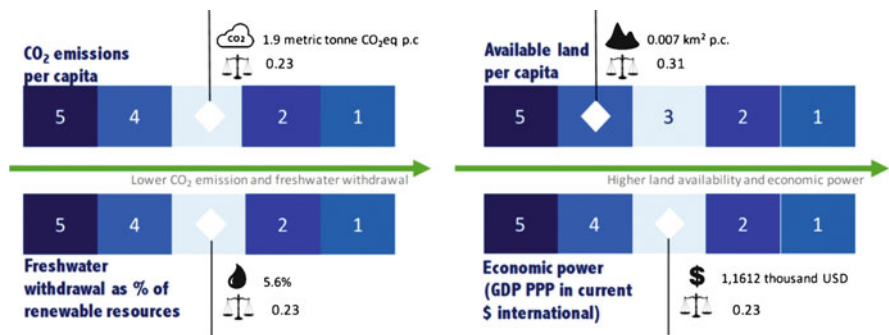 CO₂ emissions
per capita
CO2
1.9 metric tonne CO₂eq p.c
0.23
5 4 2 1
Lower CO₂ emission and freshwater withdrawal
5 4 2 1
Freshwater
withdrawal as % of
renewable resources
5.6%
0.23
Available land
per capita
0.007 km² p.c.
0.31
5 3 2 1
Higher land availability and economic power
5 4 2 1
Economic power
(GDP PPP in current
$ international)
$
1,1612 thousand USD
0.23